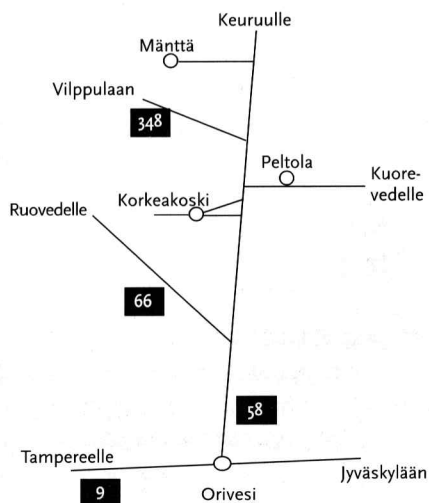 Keuruulle
Mänttä
Vilppulaan
348
Peltola
Kuore-
vedelle
Korkeakoski
Ruovedelle
66
58
Tampereelle
Jyväskylään
9
Orivesi